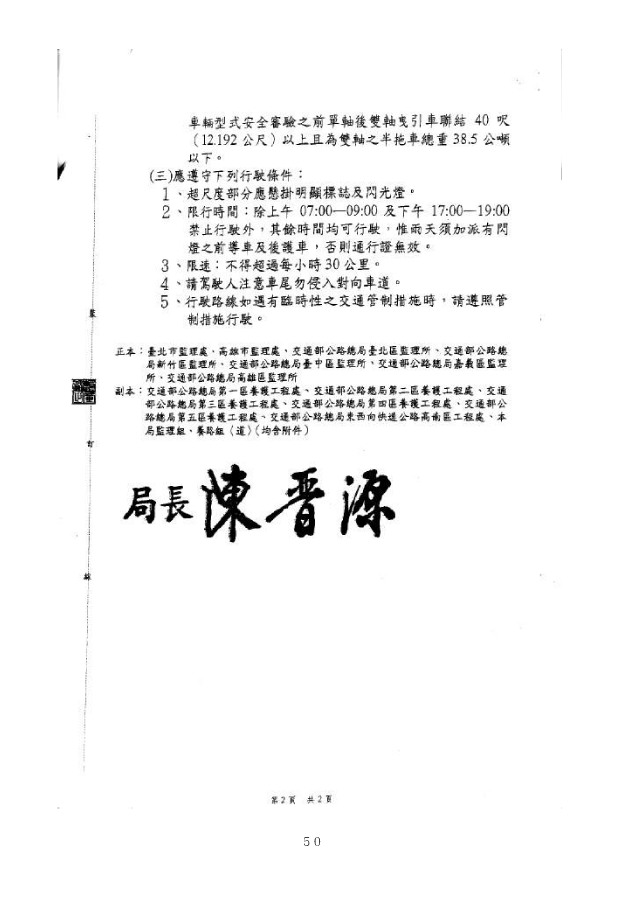 車輛型式安全審驗之前單軸後雙軸曳引車聯結 40 呎
（12.192 公尺）以上且為雙軸之半拖車總重 38.5 公噸
以下。
(三)應遵守下列行駛條件：
1、超尺度部分應懸掛明顯標誌及閃光燈。
2、限行時間：除上午 07:00—09:00 及下午 17:00—19:00
禁止行駛外，其餘時間均可行駛，惟雨天須加派有閃
燈之前導車及後護車，否則通行證無效。
3、限速：不得超過每小時 30 公里。
4、請駕駛人注意車尾勿侵入對向車道。
5、行駛路線如遇有臨時性之交通管制措施時，請遵照管
制措施行駛。
裝
正本：臺北市監理處、高雄市監理處、交通部公路總局臺北區監理所、交通部公路總
局新竹區監理所、交通部公路總局臺中區監理所、交通部公路總局嘉義區監理
所、交通部公路總局高雄區監理所
副本：交通部公路總局第一區養護工程處、交通部公路總局第二區養護工程處、交通
部公路總局第三區養護工程處、交通部公路總局第四區養護工程處、交通部公
路總局第五區養護工程處、交通部公路總局東西向快速公路高南區工程處、本
局監理組、養路組（道）（均含附件）
訂
局長 陳晋源
線
第 2 頁 共 2 頁
50